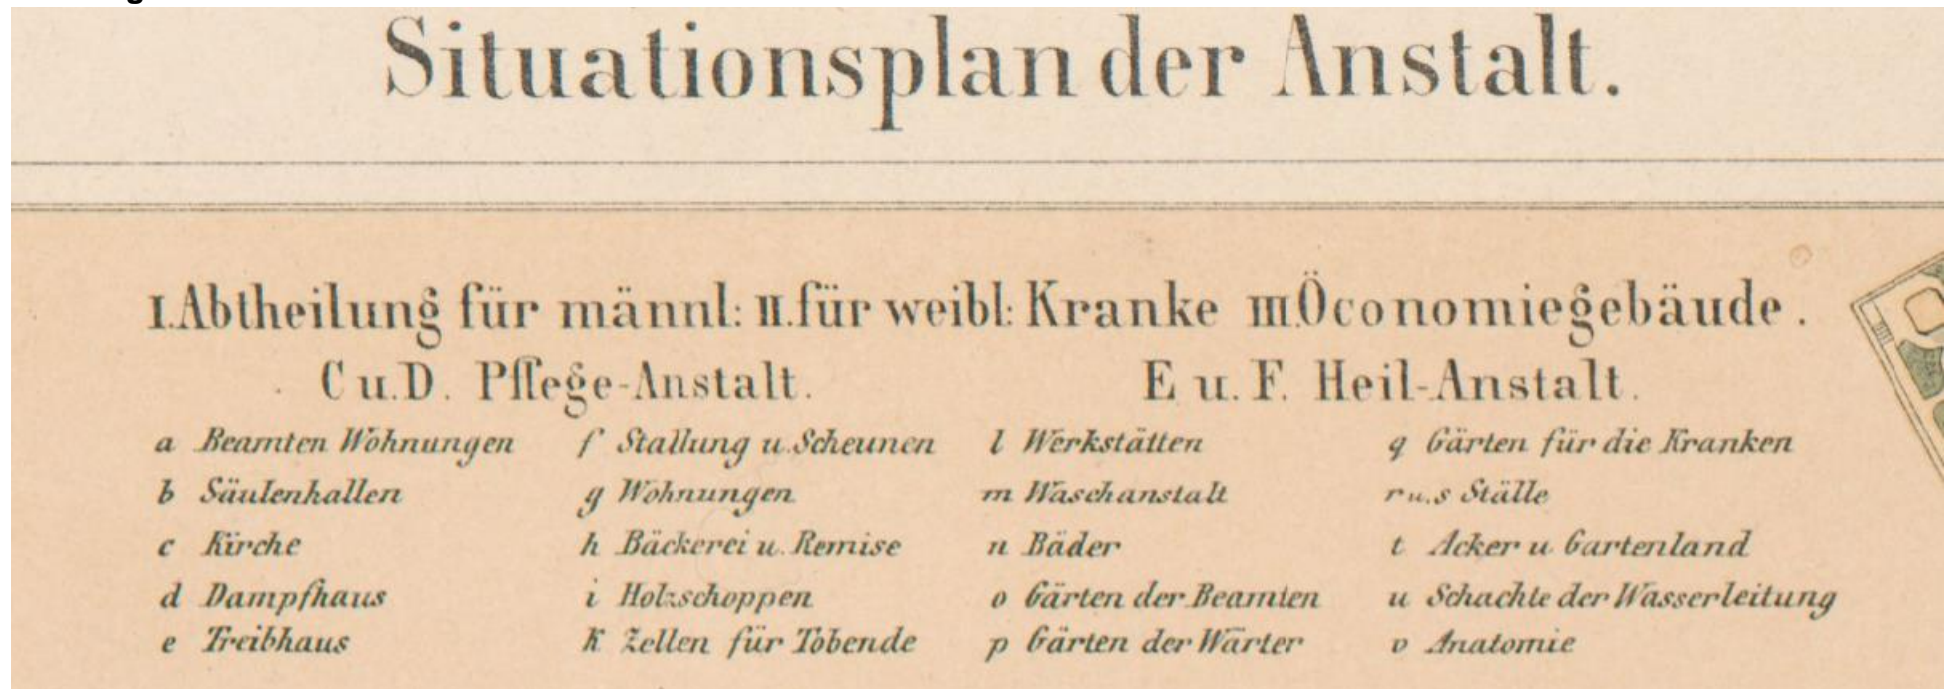 Situationsplan der Anstalt.
I. Abtheilung für männl: II. für weibl: Kranke III. Öconomiegebäude.
C u. D. Pflege-Anstalt. E u. F. Heil-Anstalt.
a Beamten Wohnungen f Stallung u. Scheunen l Werkstätten q Gärten für die Kranken
b Säulenhallen g Wohnungen m Waschanstalt r u. s Ställe
c Kirche h Bäckerei u. Remise n Bäder t Acker u Gartenland
d Dampfhaus i Holzschoppen o Gärten der Beamten u Schachte der Wasserleitung
e Treibhaus k Zellen für Tobende p Gärten der Wärter v Anatomie